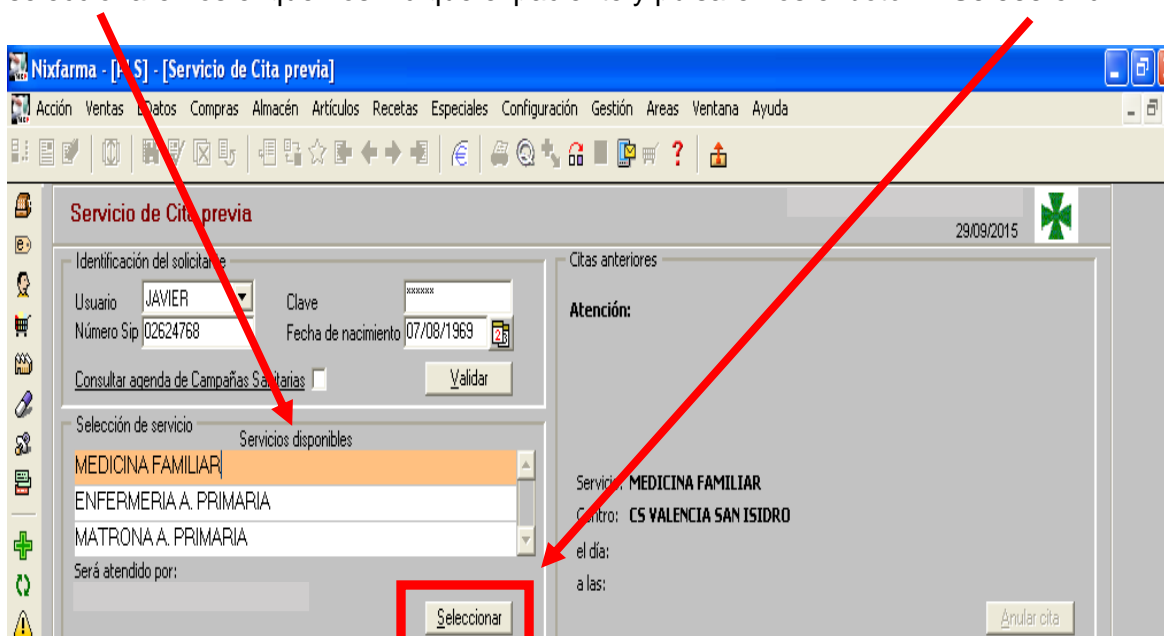 Nixfarma - [PLS] - [Servicio de Cita previa]
Acción Ventas Datos Compras Almacén Artículos Recetas Especiales Configuración Gestión Areas Ventana Ayuda
Servicio de Cita previa
29/09/2015
Identificación del solicitante
Usuario JAVIER Clave xxxxxx
Número Sip 02624768 Fecha de nacimiento 07/08/1969
Consultar agenda de Campañas Sanitarias Validar
Selección de servicio
Servicios disponibles
MEDICINA FAMILIAR
ENFERMERIA A. PRIMARIA
MATRONA A. PRIMARIA
Será atendido por:
Seleccionar
Citas anteriores
Atención:
Servicio: MEDICINA FAMILIAR
Centro: CS VALENCIA SAN ISIDRO
el día:
a las:
Anular cita